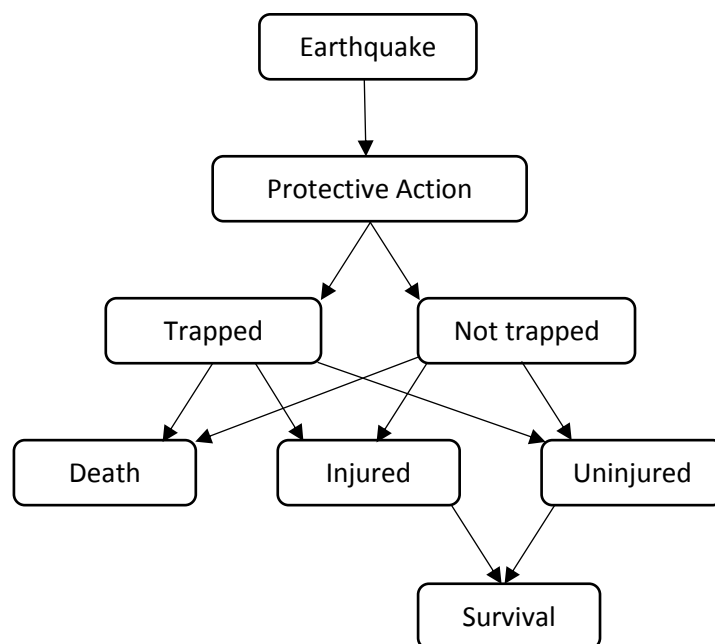 Earthquake
Protective Action
Trapped
Not trapped
Death
Injured
Uninjured
Survival